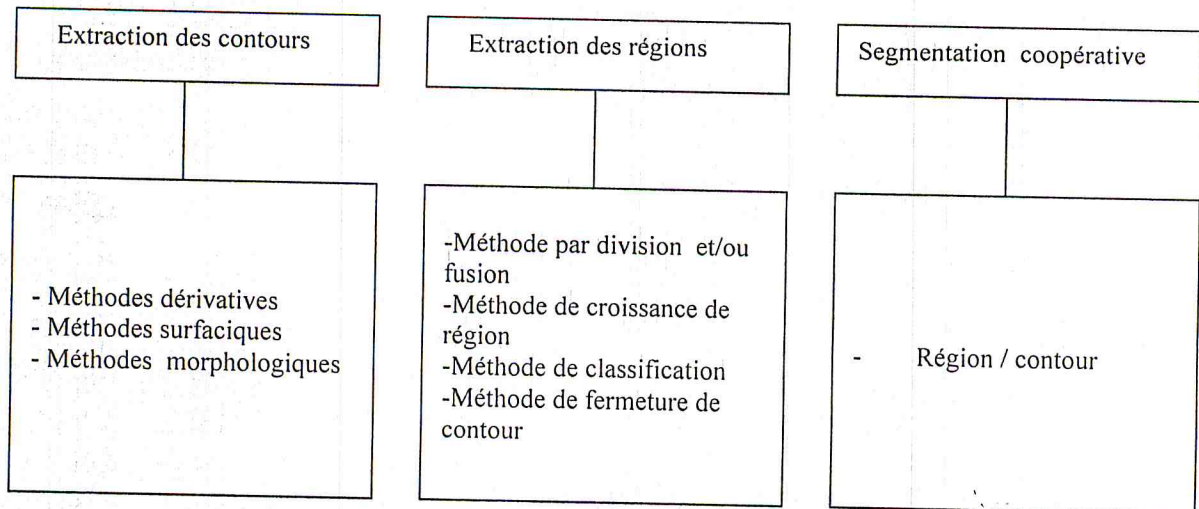 Extraction des contours
- Méthodes dérivatives
- Méthodes surfaciques
- Méthodes morphologiques
Extraction des régions
-Méthode par division et/ou
fusion
-Méthode de croissance de
région
-Méthode de classification
-Méthode de fermeture de
contour
Segmentation coopérative
- Région / contour